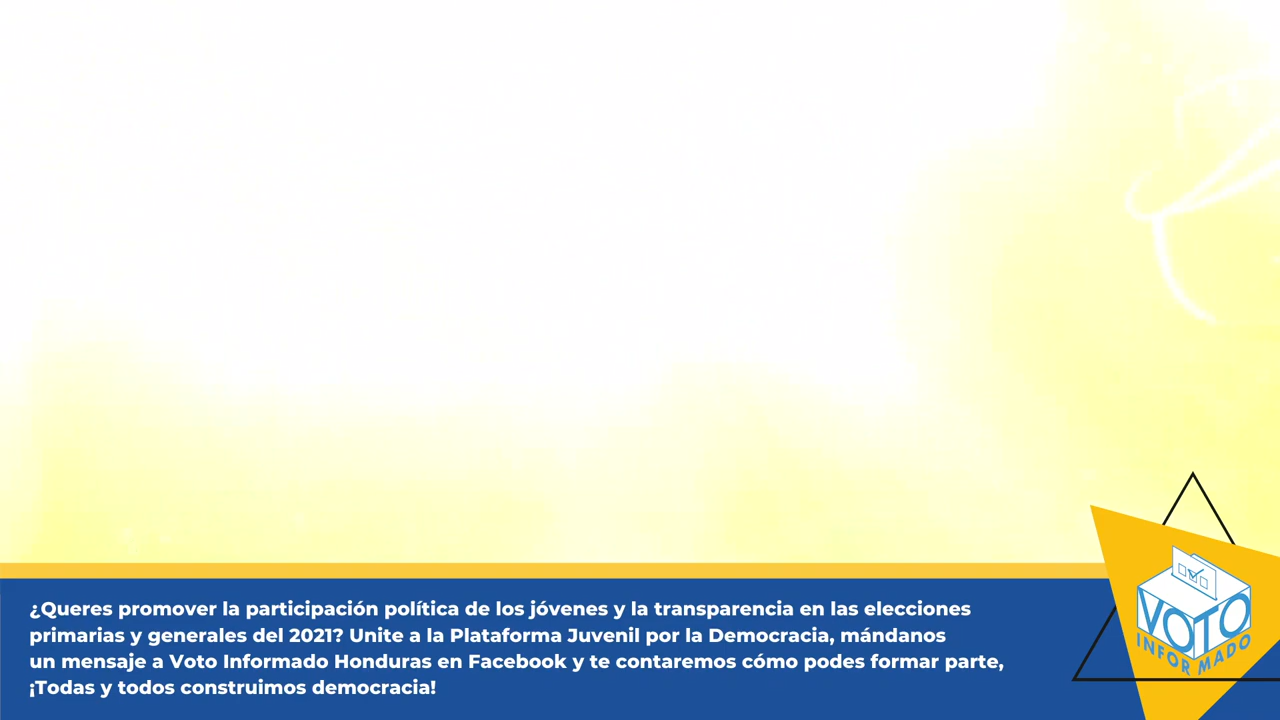 ¿Queres promover la participación política de los jóvenes y la transparencia en las elecciones
primarias y generales del 2021? Unite a la Plataforma Juvenil por la Democracia, mándanos
un mensaje a Voto Informado Honduras en Facebook y te contaremos cómo podes formar parte,
¡Todas y todos construimos democracia!
VOTO
INFORMADO